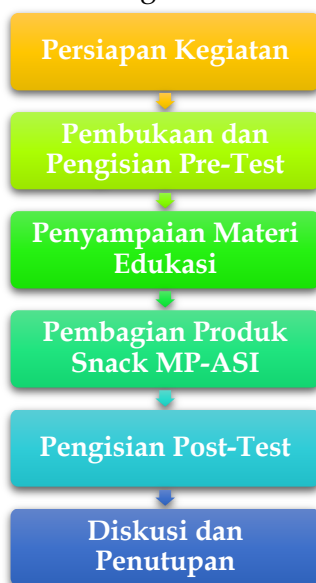 Persiapan Kegiatan
Pembukaan dan
Pengisian Pre-Test
Penyampaian Materi
Edukasi
Pembagian Produk
Snack MP-ASI
Pengisian Post-Test
Diskusi dan
Penutupan